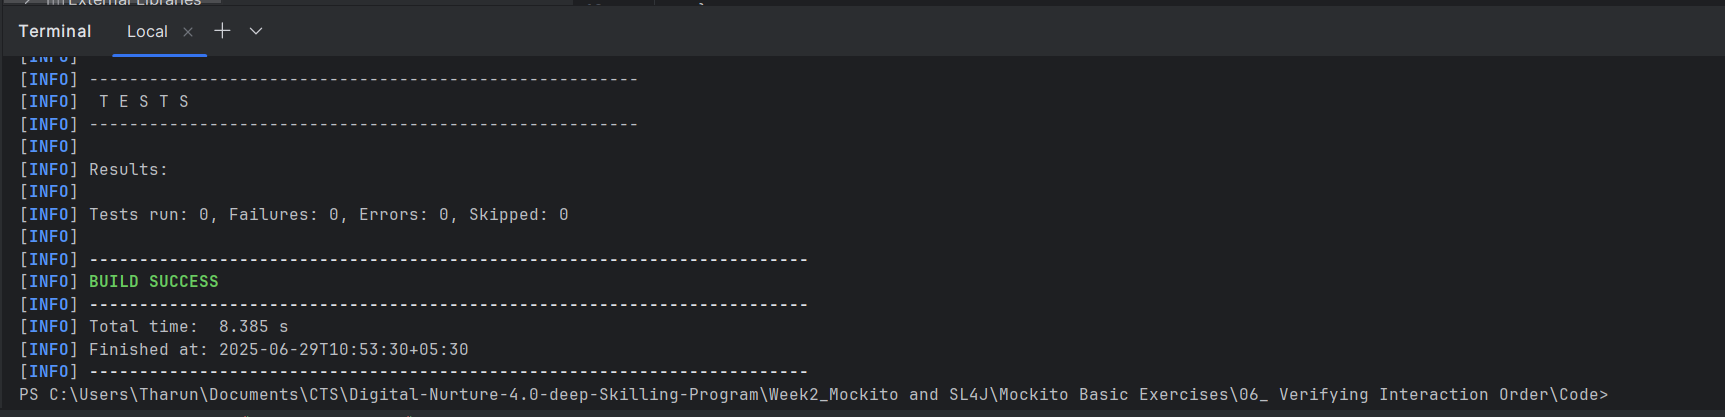 External Libraries
Terminal Local × + ⌄
[INFO]
[INFO] -------------------------------------------------------
[INFO]  T E S T S
[INFO] -------------------------------------------------------
[INFO]
[INFO] Results:
[INFO]
[INFO] Tests run: 0, Failures: 0, Errors: 0, Skipped: 0
[INFO]
[INFO] ------------------------------------------------------------------------
[INFO] BUILD SUCCESS
[INFO] ------------------------------------------------------------------------
[INFO] Total time:  8.385 s
[INFO] Finished at: 2025-06-29T10:53:30+05:30
[INFO] ------------------------------------------------------------------------
PS C:\Users\Tharun\Documents\CTS\Digital-Nurture-4.0-deep-Skilling-Program\Week2_Mockito and SL4J\Mockito Basic Exercises\06_ Verifying Interaction Order\Code>